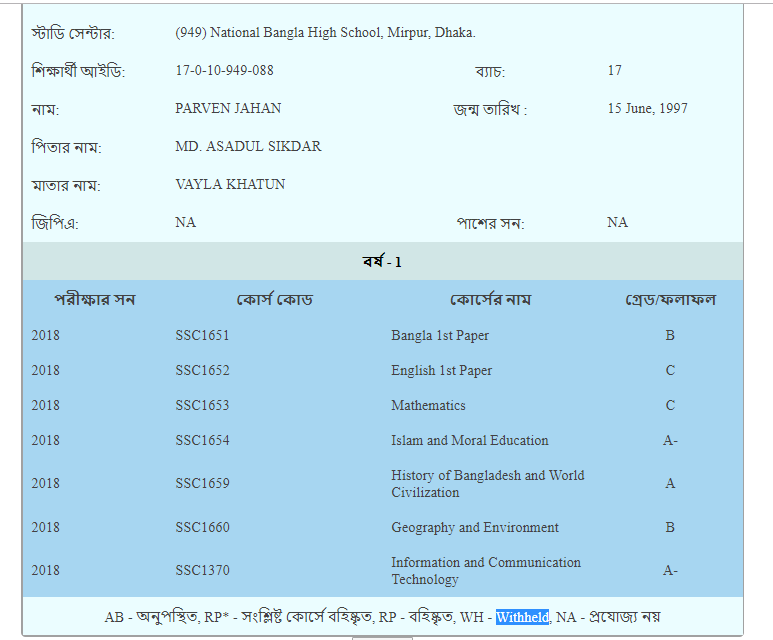 স্টাডি সেন্টার: (949) National Bangla High School, Mirpur, Dhaka.
শিক্ষার্থী আইডি: 17-0-10-949-088 ব্যাচ: 17
নাম: PARVEN JAHAN জন্ম তারিখ : 15 June, 1997
পিতার নাম: MD. ASADUL SIKDAR
মাতার নাম: VAYLA KHATUN
জিপিএ: NA পাশের সন: NA
বর্ষ - 1
পরীক্ষার সন কোর্স কোড কোর্সের নাম গ্রেড/ফলাফল
2018 SSC1651 Bangla 1st Paper B
2018 SSC1652 English 1st Paper C
2018 SSC1653 Mathematics C
2018 SSC1654 Islam and Moral Education A-
2018 SSC1659 History of Bangladesh and World Civilization A
2018 SSC1660 Geography and Environment B
2018 SSC1370 Information and Communication Technology A-
AB - অনুপস্থিত, RP* - সংশ্লিষ্ট কোর্সে বহিষ্কৃত, RP - বহিষ্কৃত, WH - Withheld, NA - প্রযোজ্য নয়